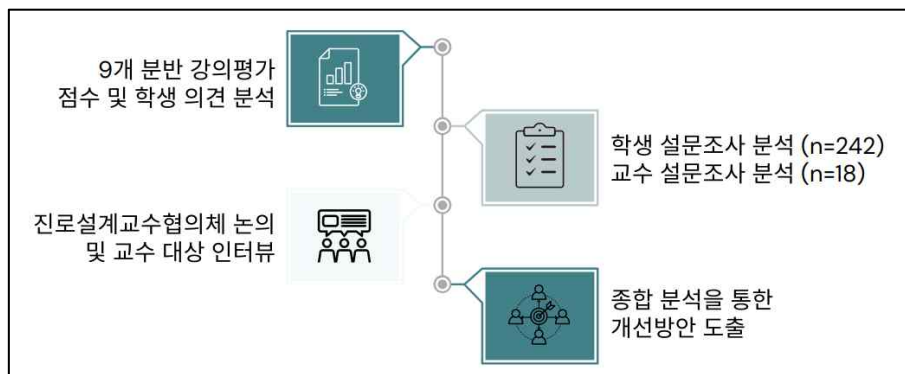 9개 분반 강의평가
점수 및 학생 의견 분석
학생 설문조사 분석 (n=242)
교수 설문조사 분석 (n=18)
진로설계교수협의체 논의
및 교수 대상 인터뷰
종합 분석을 통한
개선방안 도출